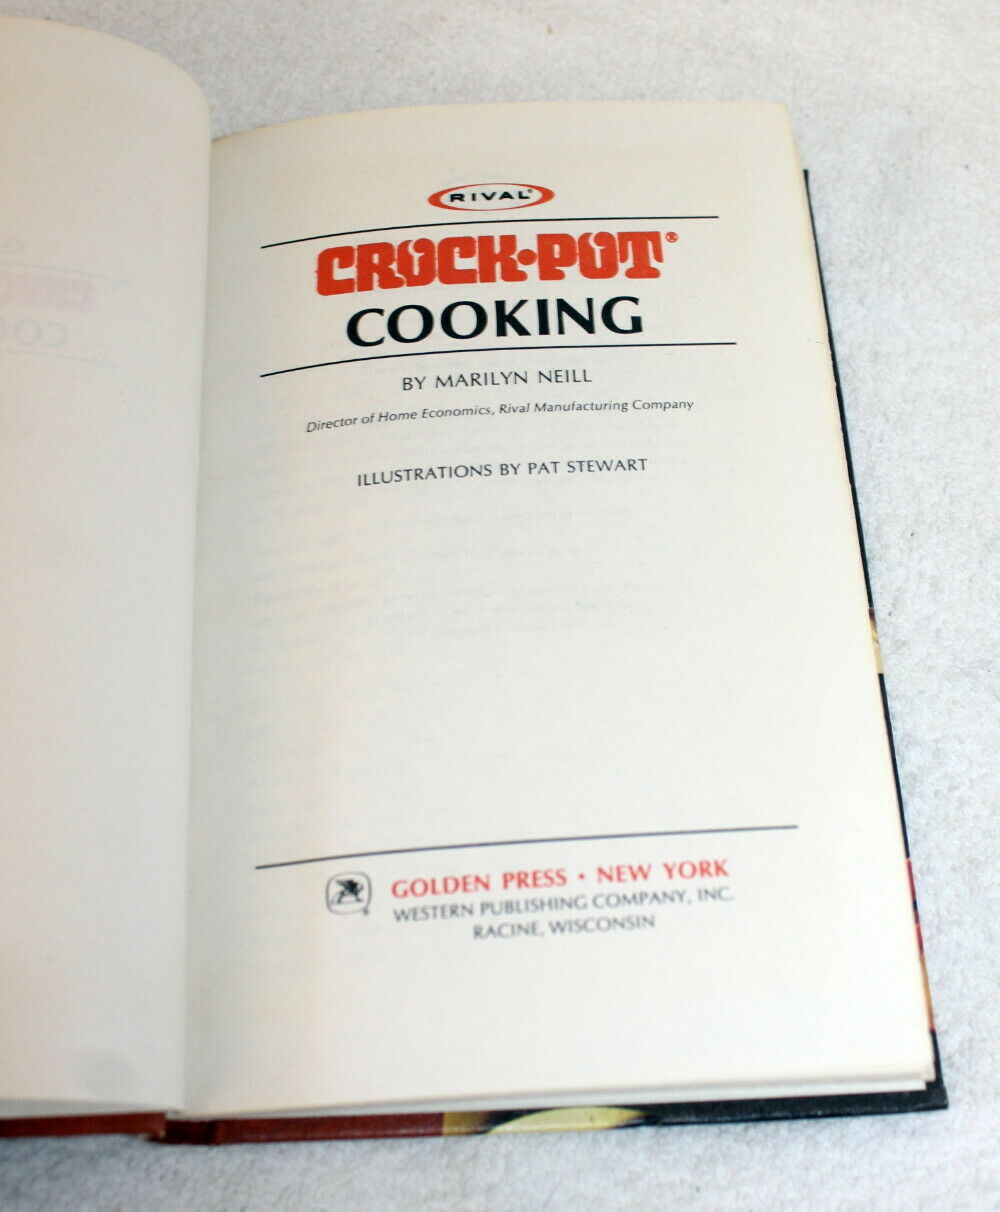 RIVAL®
CROCK•POT®
COOKING
BY MARILYN NEILL
Director of Home Economics, Rival Manufacturing Company
ILLUSTRATIONS BY PAT STEWART
GOLDEN PRESS • NEW YORK
WESTERN PUBLISHING COMPANY, INC.
RACINE, WISCONSIN